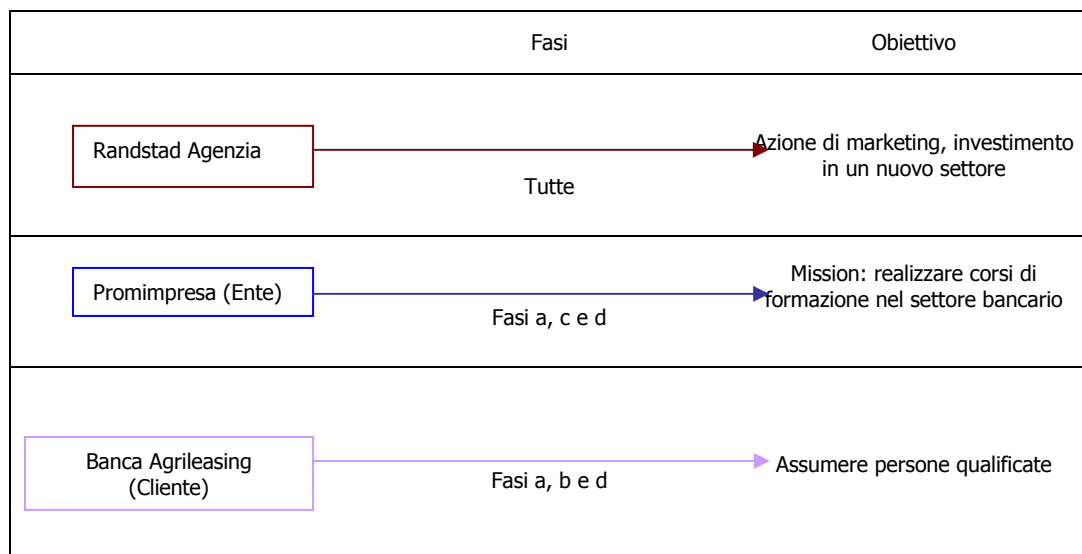 Fasi
Obiettivo
Randstad Agenzia
Tutte
Azione di marketing, investimento
in un nuovo settore
Promimpresa (Ente)
Fasi a, c e d
Mission: realizzare corsi di
formazione nel settore bancario
Banca Agrileasing
(Cliente)
Fasi a, b e d
Assumere persone qualificate